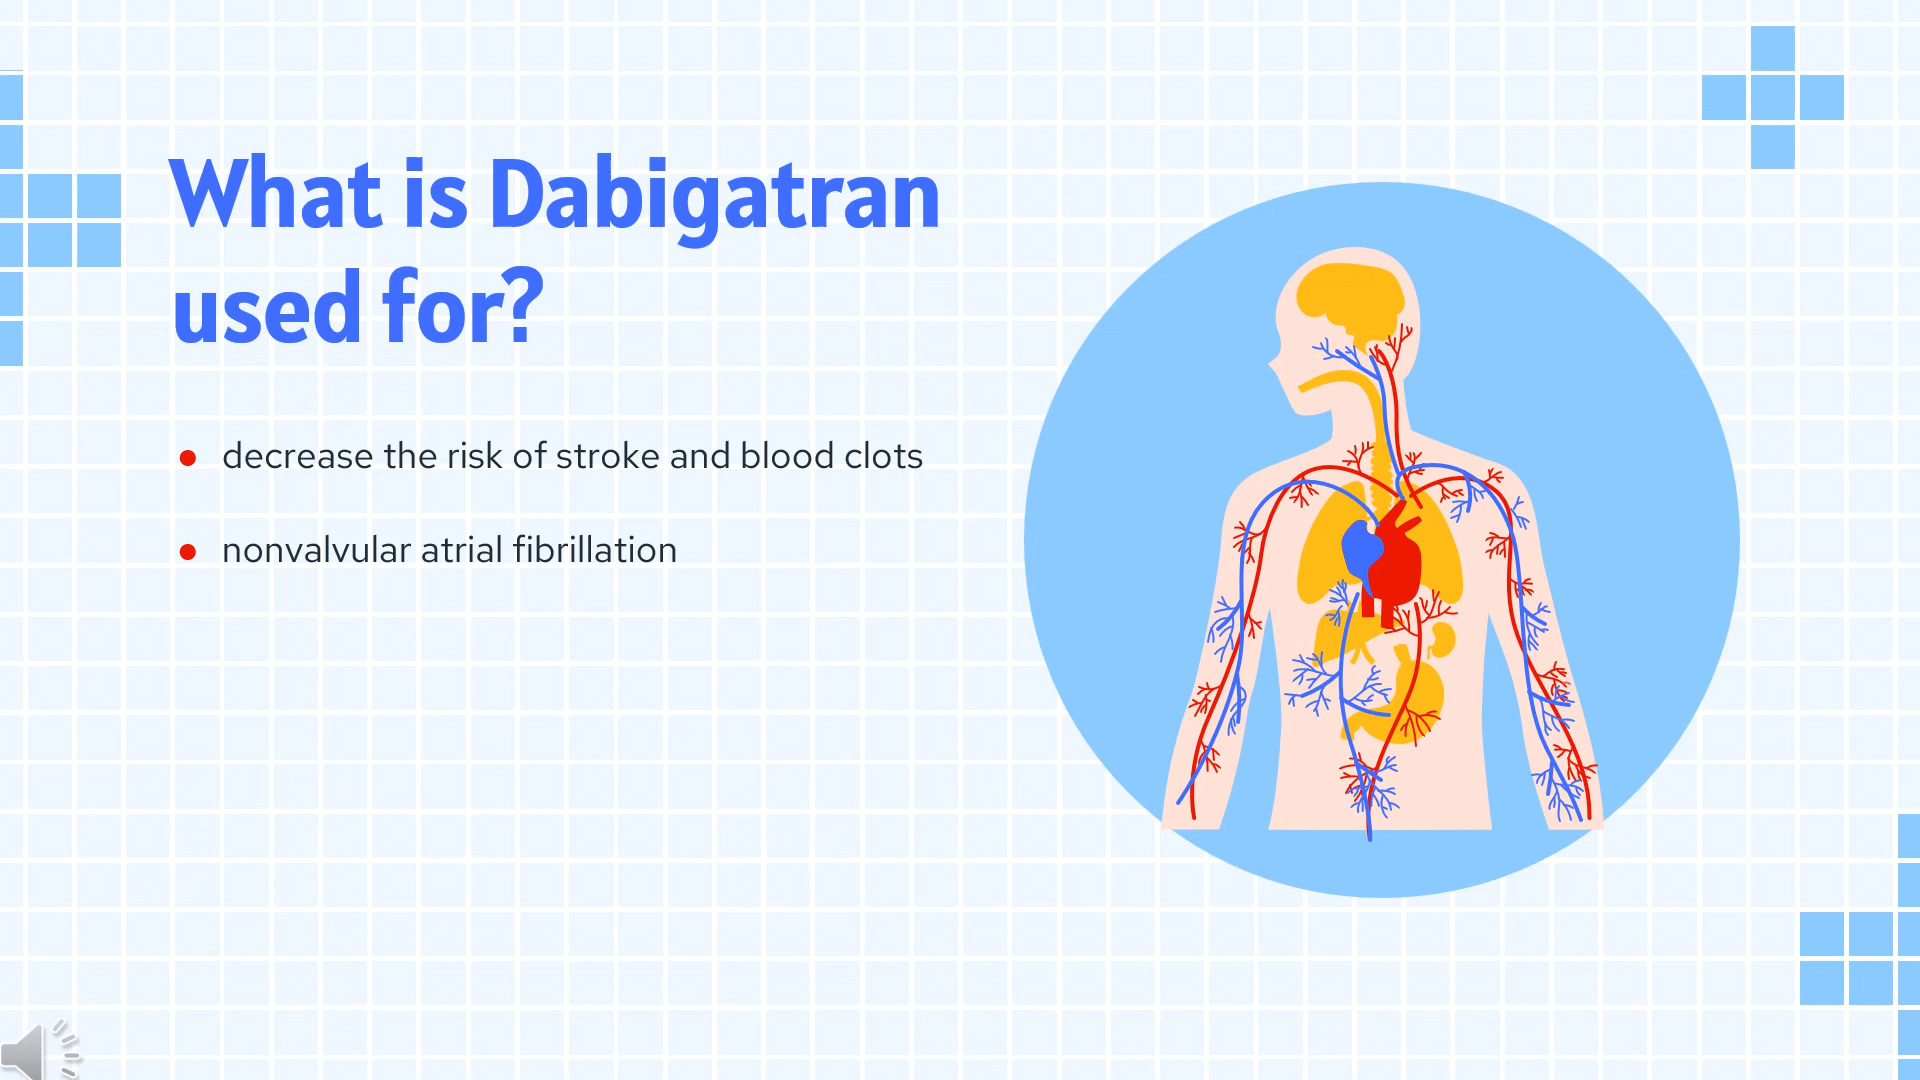 What is Dabigatran
used for?
● decrease the risk of stroke and blood clots
● nonvalvular atrial fibrillation